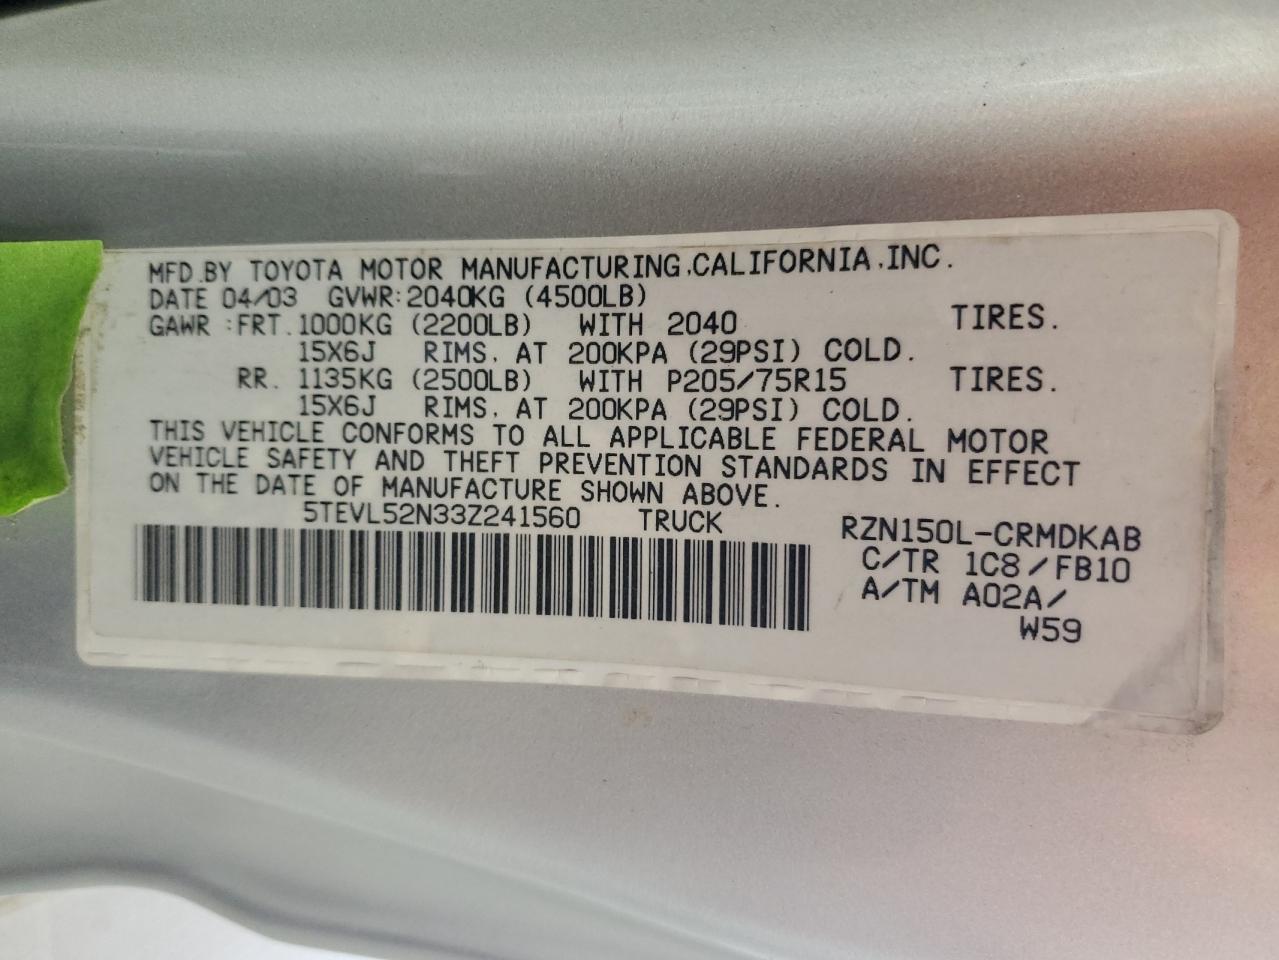 MFD.BY TOYOTA MOTOR MANUFACTURING,CALIFORNIA,INC.
DATE 04/03 GVWR:2040KG (4500LB)
GAWR :FRT.1000KG (2200LB) WITH 2040 TIRES.
15X6J RIMS, AT 200KPA (29PSI) COLD.
RR. 1135KG (2500LB) WITH P205/75R15 TIRES.
15X6J RIMS, AT 200KPA (29PSI) COLD.
THIS VEHICLE CONFORMS TO ALL APPLICABLE FEDERAL MOTOR
VEHICLE SAFETY AND THEFT PREVENTION STANDARDS IN EFFECT
ON THE DATE OF MANUFACTURE SHOWN ABOVE.
5TEVL52N33Z241560 TRUCK
RZN150L-CRMDKAB
C/TR 1C8/FB10
A/TM A02A/
W59